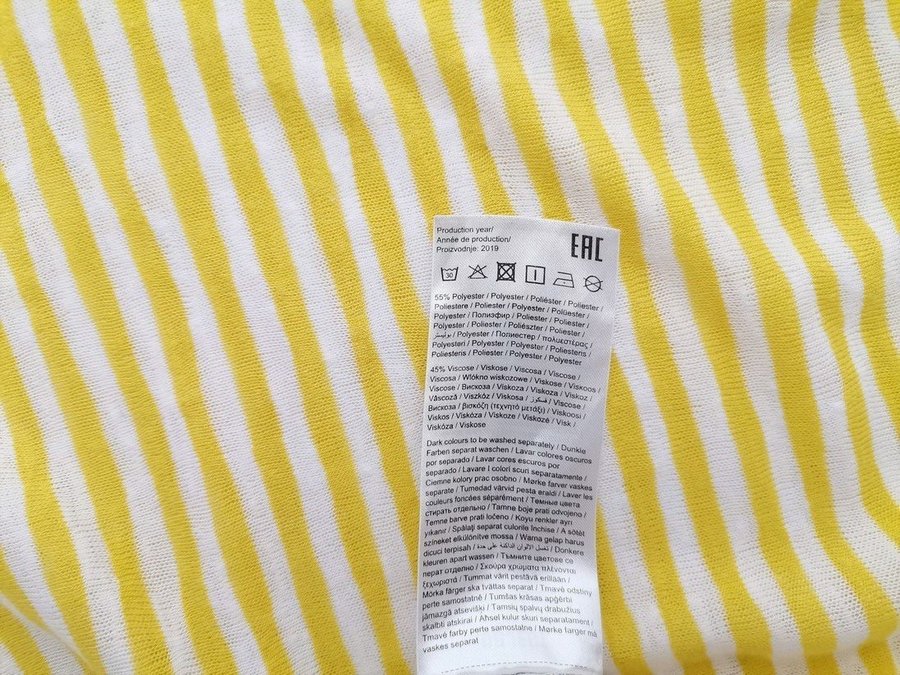 Production year/
Année de production/
Proizvodnje: 2019
EAC
30
55% Polyester / Polyester / Poliéster / Poliester /
Poliestere / Poliester / Polyester / Polüester /
Polyester / Полиэфир / Poliester / Poliester /
Polyester / Poliester / Poliészter / Poliester /
بوليستر / Polyester / Полиестер / πολυεστέρας /
Polyesteri / Polyester / Polyester / Poliesteris /
Poliesteris / Poliester / Polyester / Polyester
45% Viscose / Viskose / Viscosa / Viscose /
Viscosa / Włókno wiskozowe / Viskose / Viskoos /
Viscose / Вискоза / Viskoza / Viskoza / Viskoz /
Vâscoză / Viszkóz / Viskosa / فسكوز / Viscose /
Вискоза / βισκόζη (τεχνητό μετάξι) / Viskoosi /
Viskos / Viskóza / Viskoze / Viskozė / Visk /
Viskóza / Viskose
Dark colours to be washed separately / Dunkle
Farben separat waschen / Lavar colores oscuros
por separado / Lavar cores escuros por
separado / Lavare I colori scuri separatamente /
Ciemne kolory prac osobno / Mørke farver vaskes
separate / Tumedad värvid pesta eraldi / Laver les
couleurs foncées séparément / Темные цвета
стирать отдельно / Tamne boje prati odvojeno /
Temne barve prati ločeno / Koyu renkler ayrı
yıkanır / Spălaţi separat culorile închise / A sötét
színeket elkülönítve mossa / Warna gelap harus
dicuci terpisah / تغسل الألوان الداكنة على حدة / Donkere
kleuren apart wassen / Тъмните цветове се
перат отделно / Σκουρα χρωματα πλένονται
ξεχωριστά / Tummat värit pestävä erillään /
Mörka färger ska tvättas separat / Tmavé odstíny
perte samostatně / Tumšas krāsas apģērbi
jāmazgā atsevišķi / Tamsių spalvų drabužius
skalbti atskirai / Ahsel kulur skuri separatament /
Tmavé farby perte samostatne / Mørke farger må
vaskes separat